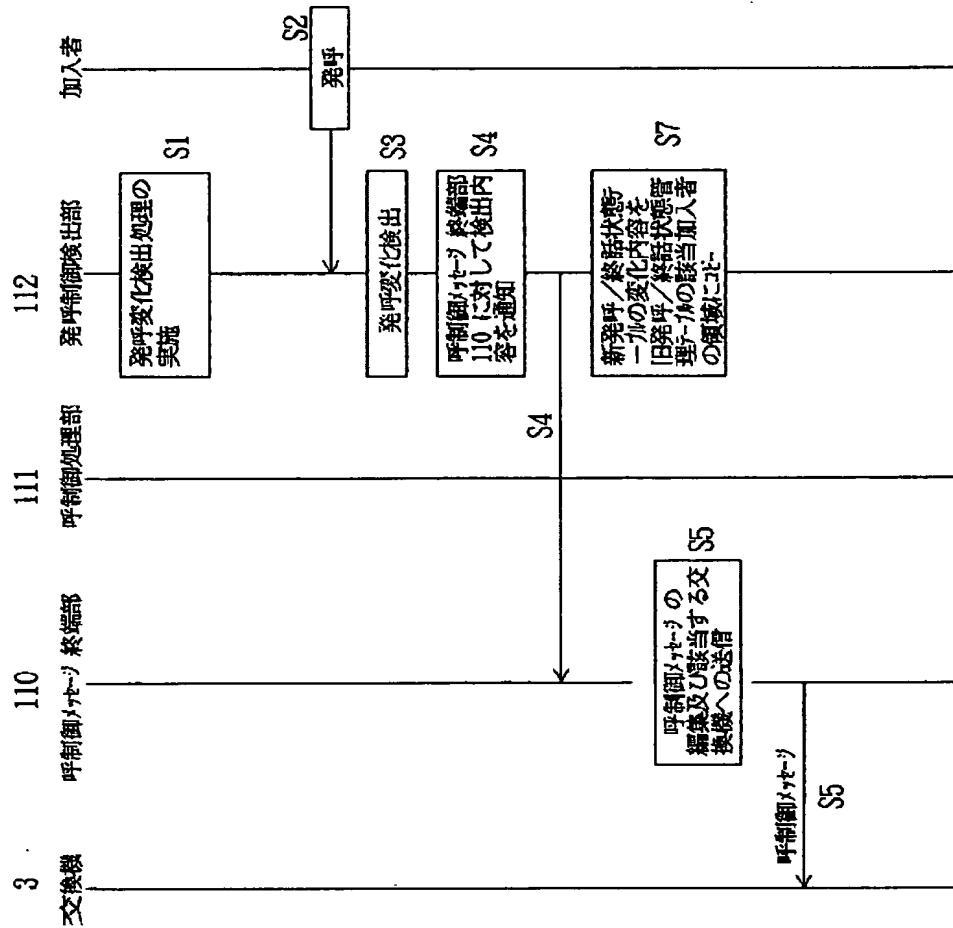 3
交換機
110
呼制御メッセージ 終端部
111
呼制御処理部
112
発呼制御検出部
加入者
発呼変化検出処理の
実施
S1
発呼
S2
発呼変化検出
S3
呼制御メッセージ 終端部
110 に対して検出内
容を通知
S4
S4
新発呼/終話状態テ
ーブルの変化内容を
旧発呼/終話状態管
理テーブルの該当加入者
の領域にコピー
S7
呼制御メッセージ の
編集及び該当する交
換機への送信
S5
呼制御メッセージ
S5